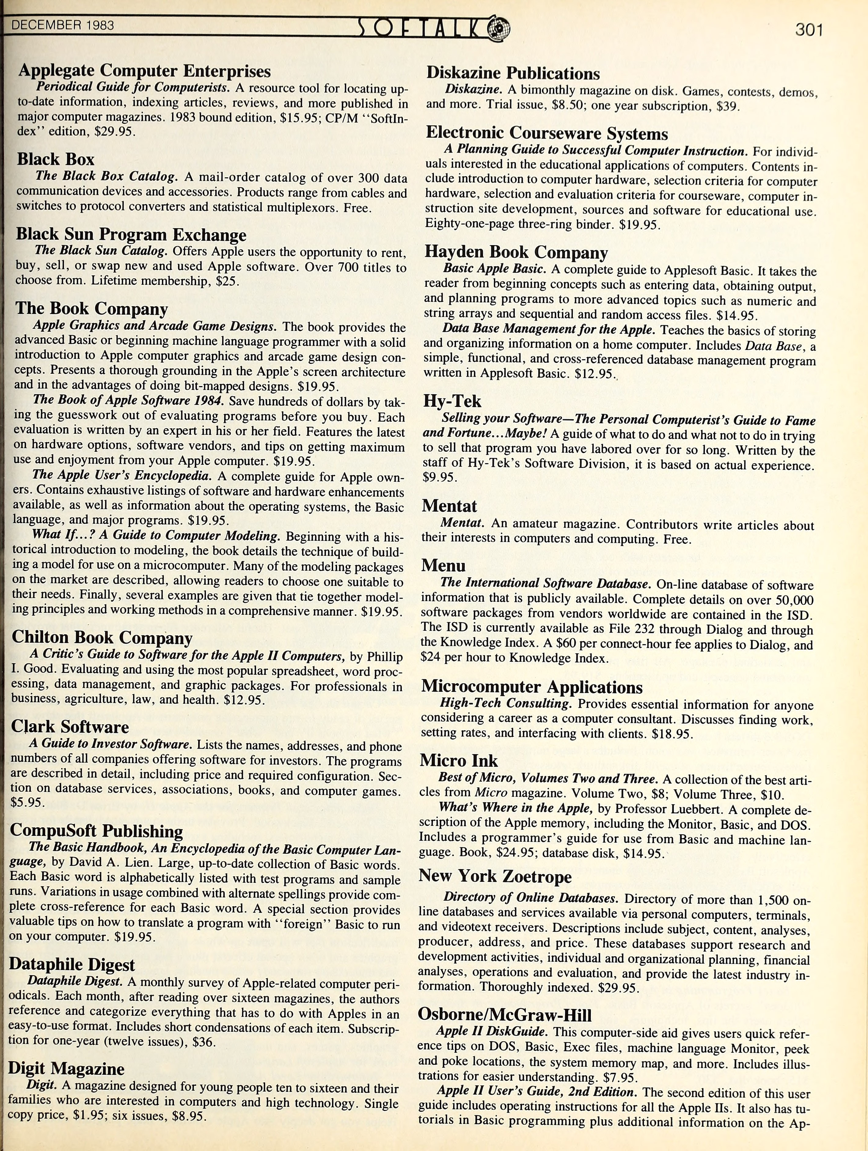 DECEMBER 1983
SOFTALK
301
Applegate Computer Enterprises
Periodical Guide for Computerists. A resource tool for locating up-
to-date information, indexing articles, reviews, and more published in
major computer magazines. 1983 bound edition, $15.95; CP/M "SoftIn-
dex" edition, $29.95.
Black Box
The Black Box Catalog. A mail-order catalog of over 300 data
communication devices and accessories. Products range from cables and
switches to protocol converters and statistical multiplexors. Free.
Black Sun Program Exchange
The Black Sun Catalog. Offers Apple users the opportunity to rent,
buy, sell, or swap new and used Apple software. Over 700 titles to
choose from. Lifetime membership, $25.
The Book Company
Apple Graphics and Arcade Game Designs. The book provides the
advanced Basic or beginning machine language programmer with a solid
introduction to Apple computer graphics and arcade game design con-
cepts. Presents a thorough grounding in the Apple's screen architecture
and in the advantages of doing bit-mapped designs. $19.95.
The Book of Apple Software 1984. Save hundreds of dollars by tak-
ing the guesswork out of evaluating programs before you buy. Each
evaluation is written by an expert in his or her field. Features the latest
on hardware options, software vendors, and tips on getting maximum
use and enjoyment from your Apple computer. $19.95.
The Apple User's Encyclopedia. A complete guide for Apple own-
ers. Contains exhaustive listings of software and hardware enhancements
available, as well as information about the operating systems, the Basic
language, and major programs. $19.95.
What If...? A Guide to Computer Modeling. Beginning with a his-
torical introduction to modeling, the book details the technique of build-
ing a model for use on a microcomputer. Many of the modeling packages
on the market are described, allowing readers to choose one suitable to
their needs. Finally, several examples are given that tie together model-
ing principles and working methods in a comprehensive manner. $19.95.
Chilton Book Company
A Critic's Guide to Software for the Apple II Computers, by Phillip
I. Good. Evaluating and using the most popular spreadsheet, word proc-
essing, data management, and graphic packages. For professionals in
business, agriculture, law, and health. $12.95.
Clark Software
A Guide to Investor Software. Lists the names, addresses, and phone
numbers of all companies offering software for investors. The programs
are described in detail, including price and required configuration. Sec-
tion on database services, associations, books, and computer games.
$5.95.
CompuSoft Publishing
The Basic Handbook, An Encyclopedia of the Basic Computer Lan-
guage, by David A. Lien. Large, up-to-date collection of Basic words.
Each Basic word is alphabetically listed with test programs and sample
runs. Variations in usage combined with alternate spellings provide com-
plete cross-reference for each Basic word. A special section provides
valuable tips on how to translate a program with "foreign" Basic to run
on your computer. $19.95.
Dataphile Digest
Dataphile Digest. A monthly survey of Apple-related computer peri-
odicals. Each month, after reading over sixteen magazines, the authors
reference and categorize everything that has to do with Apples in an
easy-to-use format. Includes short condensations of each item. Subscrip-
tion for one-year (twelve issues), $36.
Digit Magazine
Digit. A magazine designed for young people ten to sixteen and their
families who are interested in computers and high technology. Single
copy price, $1.95; six issues, $8.95.
Diskazine Publications
Diskazine. A bimonthly magazine on disk. Games, contests, demos,
and more. Trial issue, $8.50; one year subscription, $39.
Electronic Courseware Systems
A Planning Guide to Successful Computer Instruction. For individ-
uals interested in the educational applications of computers. Contents in-
clude introduction to computer hardware, selection criteria for computer
hardware, selection and evaluation criteria for courseware, computer in-
struction site development, sources and software for educational use.
Eighty-one-page three-ring binder. $19.95.
Hayden Book Company
Basic Apple Basic. A complete guide to Applesoft Basic. It takes the
reader from beginning concepts such as entering data, obtaining output,
and planning programs to more advanced topics such as numeric and
string arrays and sequential and random access files. $14.95.
Data Base Management for the Apple. Teaches the basics of storing
and organizing information on a home computer. Includes Data Base, a
simple, functional, and cross-referenced database management program
written in Applesoft Basic. $12.95.
Hy-Tek
Selling your Software—The Personal Computerist's Guide to Fame
and Fortune...Maybe! A guide of what to do and what not to do in trying
to sell that program you have labored over for so long. Written by the
staff of Hy-Tek's Software Division, it is based on actual experience.
$9.95.
Mentat
Mentat. An amateur magazine. Contributors write articles about
their interests in computers and computing. Free.
Menu
The International Software Database. On-line database of software
information that is publicly available. Complete details on over 50,000
software packages from vendors worldwide are contained in the ISD.
The ISD is currently available as File 232 through Dialog and through
the Knowledge Index. A $60 per connect-hour fee applies to Dialog, and
$24 per hour to Knowledge Index.
Microcomputer Applications
High-Tech Consulting. Provides essential information for anyone
considering a career as a computer consultant. Discusses finding work,
setting rates, and interfacing with clients. $18.95.
Micro Ink
Best of Micro, Volumes Two and Three. A collection of the best arti-
cles from Micro magazine. Volume Two, $8; Volume Three, $10.
What's Where in the Apple, by Professor Luebbert. A complete de-
scription of the Apple memory, including the Monitor, Basic, and DOS.
Includes a programmer's guide for use from Basic and machine lan-
guage. Book, $24.95; database disk, $14.95.
New York Zoetrope
Directory of Online Databases. Directory of more than 1,500 on-
line databases and services available via personal computers, terminals,
and videotext receivers. Descriptions include subject, content, analyses,
producer, address, and price. These databases support research and
development activities, individual and organizational planning, financial
analyses, operations and evaluation, and provide the latest industry in-
formation. Thoroughly indexed. $29.95.
Osborne/McGraw-Hill
Apple II DiskGuide. This computer-side aid gives users quick refer-
ence tips on DOS, Basic, Exec files, machine language Monitor, peek
and poke locations, the system memory map, and more. Includes illus-
trations for easier understanding. $7.95.
Apple II User's Guide, 2nd Edition. The second edition of this user
guide includes operating instructions for all the Apple IIs. It also has tu-
torials in Basic programming plus additional information on the Ap-